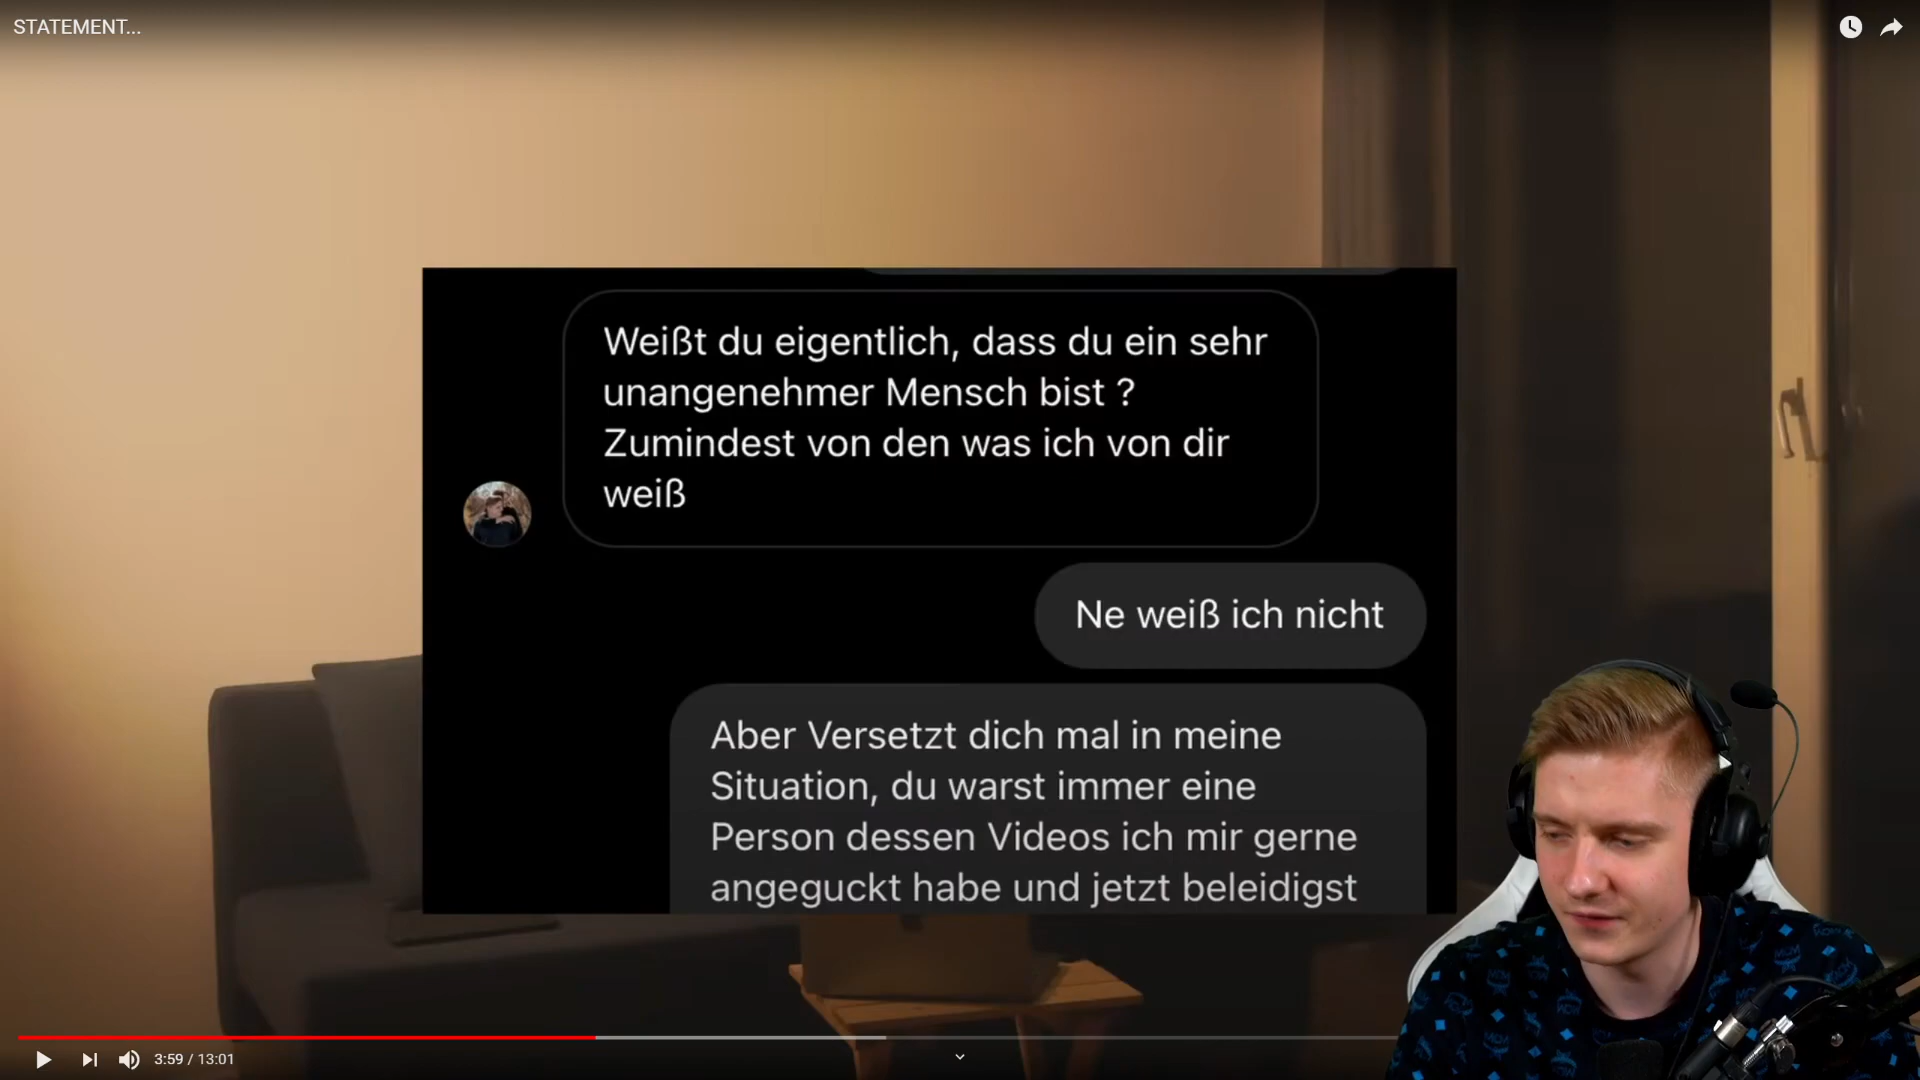 STATEMENT...
Weißt du eigentlich, dass du ein sehr
unangenehmer Mensch bist ?
Zumindest von den was ich von dir
weiß
Ne weiß ich nicht
Aber Versetzt dich mal in meine
Situation, du warst immer eine
Person dessen Videos ich mir gerne
angeguckt habe und jetzt beleidigst
3:59 / 13:01